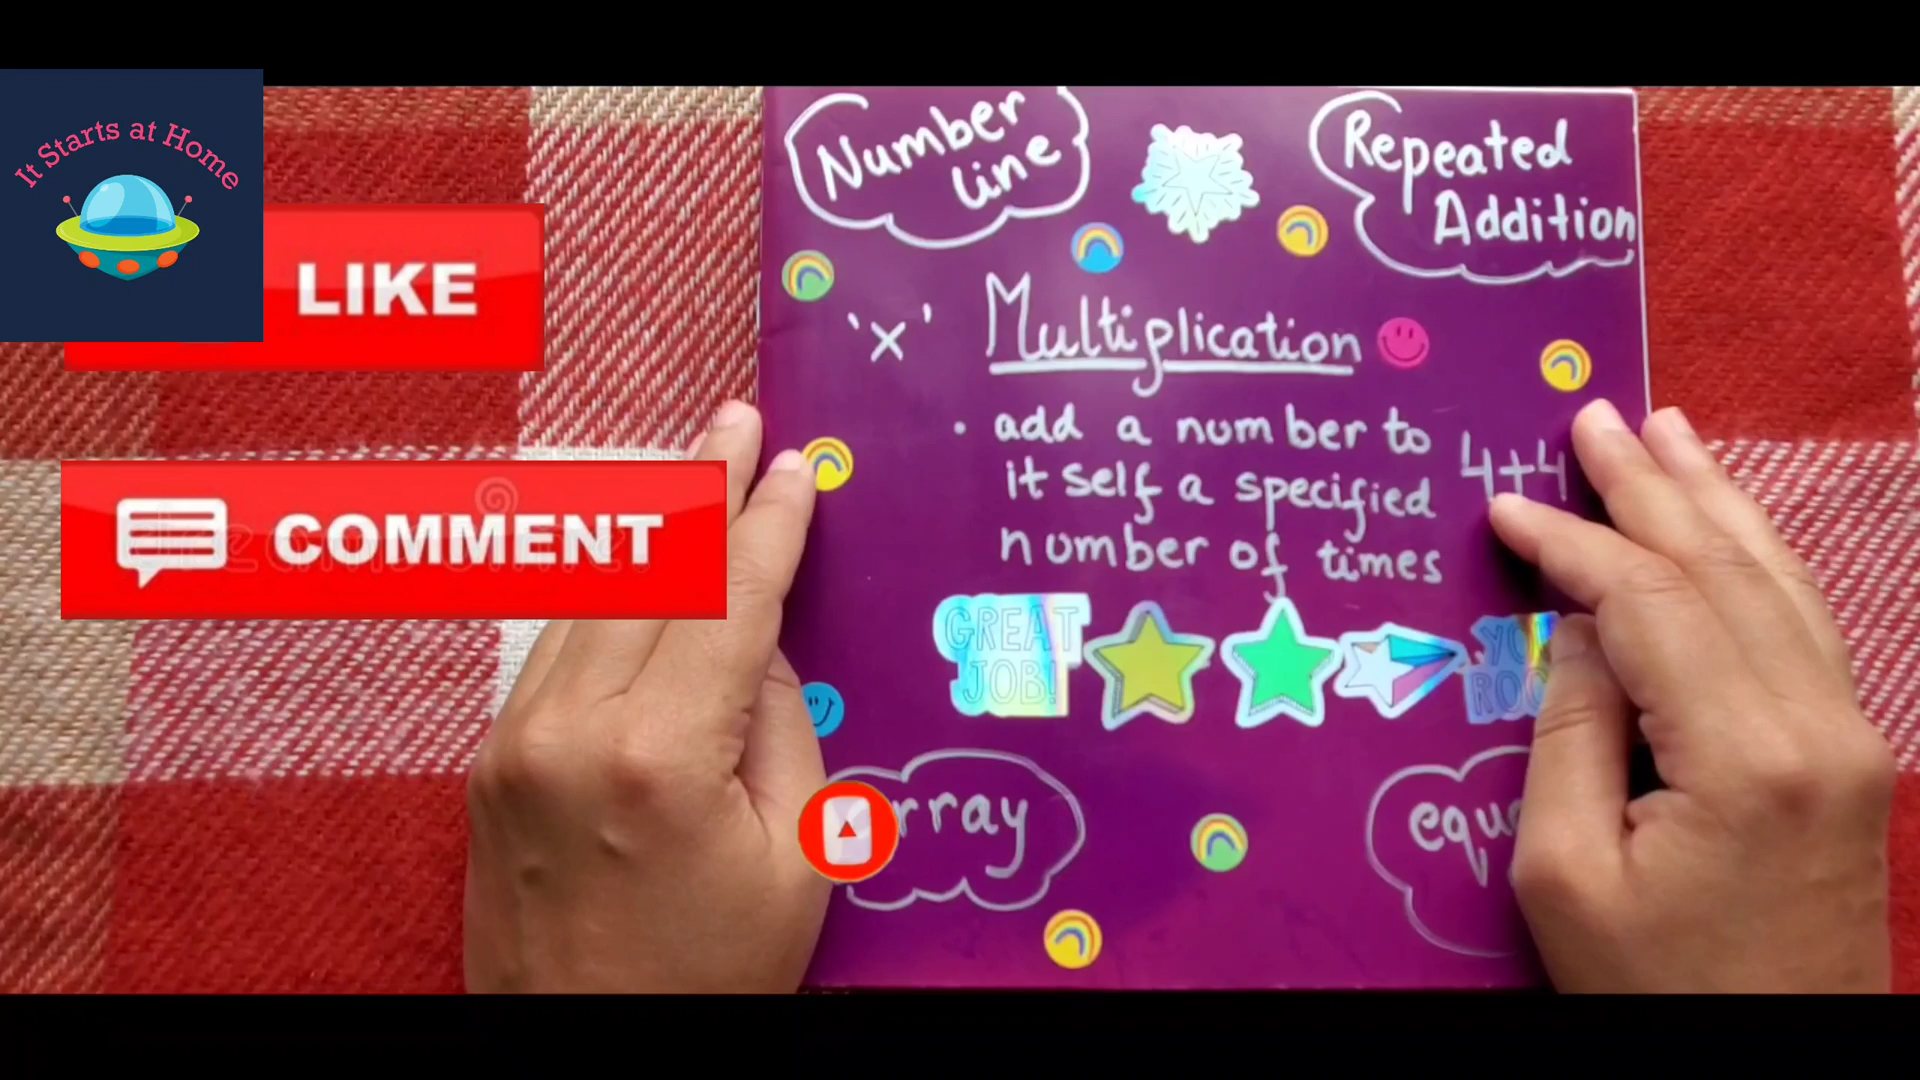 It Starts at Home
LIKE
COMMENT
Number
line
Repeated
Addition
'x' Multiplication
• add a number to
it self a specified
number of times
4+4
GREAT
JOB!